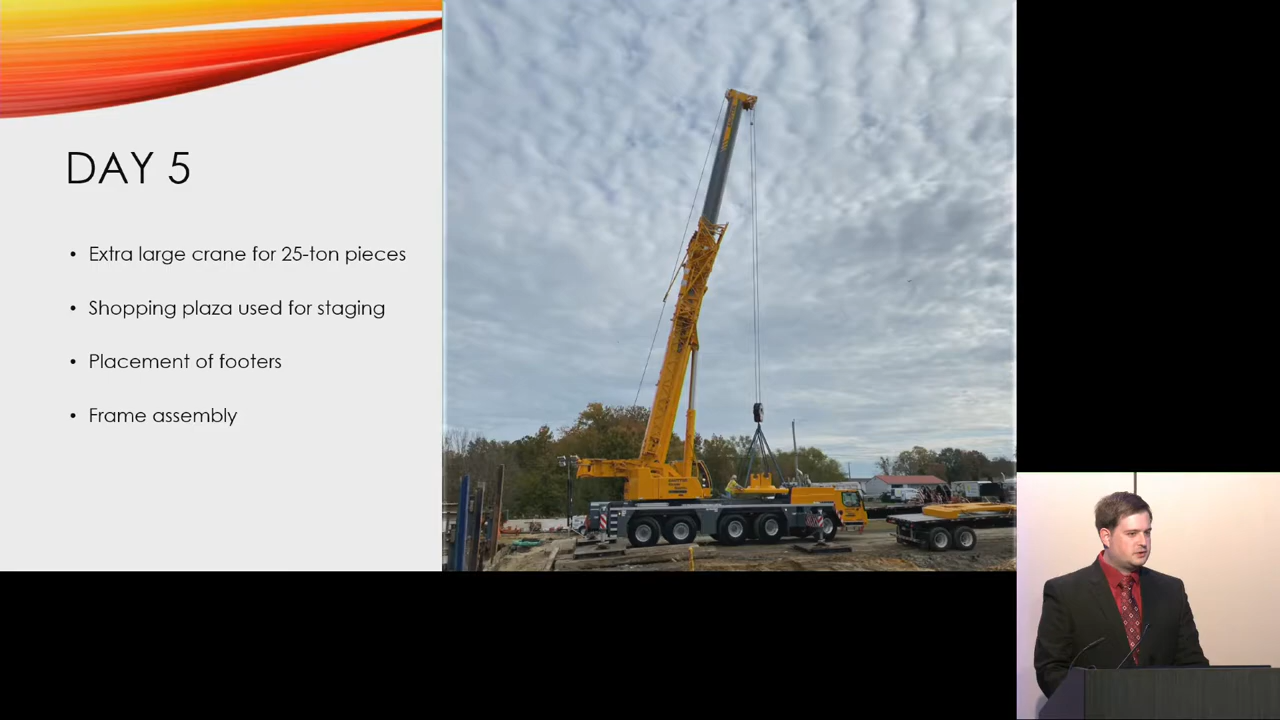 DAY 5
• Extra large crane for 25-ton pieces
• Shopping plaza used for staging
• Placement of footers
• Frame assembly